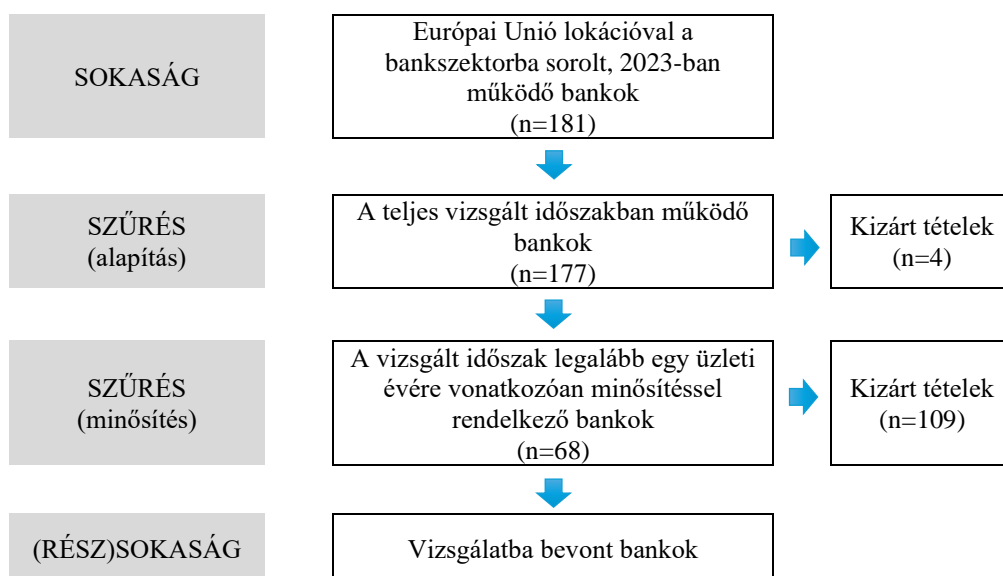 SOKASÁG
Európai Unió lokációval a
bankszektorba sorolt, 2023-ban
működő bankok
(n=181)
SZŰRÉS
(alapítás)
A teljes vizsgált időszakban működő
bankok
(n=177)
Kizárt tételek
(n=4)
SZŰRÉS
(minősítés)
A vizsgált időszak legalább egy üzleti
évére vonatkozóan minősítéssel
rendelkező bankok
(n=68)
Kizárt tételek
(n=109)
(RÉSZ)SOKASÁG
Vizsgálatba bevont bankok